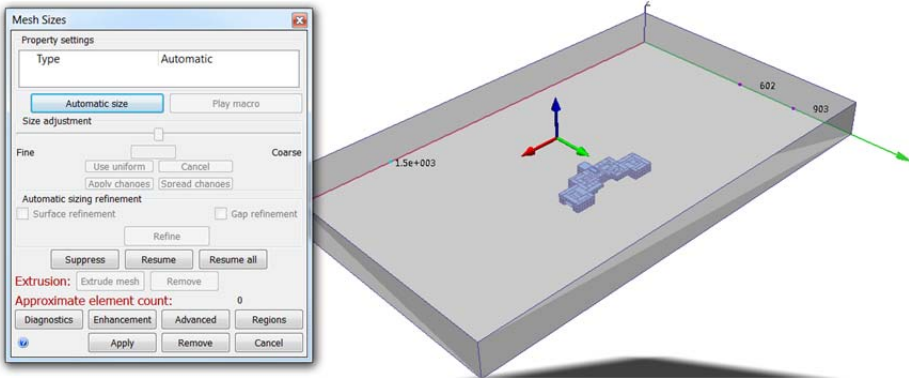 Mesh Sizes
Property settings
Type Automatic
Automatic size Play macro
Size adjustment
Fine Coarse
Use uniform Cancel
Apply changes Spread changes
Automatic sizing refinement
Surface refinement Gap refinement
Refine
Suppress Resume Resume all
Extrusion: Extrude mesh Remove
Approximate element count: 0
Diagnostics Enhancement Advanced Regions
Apply Remove Cancel
602
903
1.5e+003